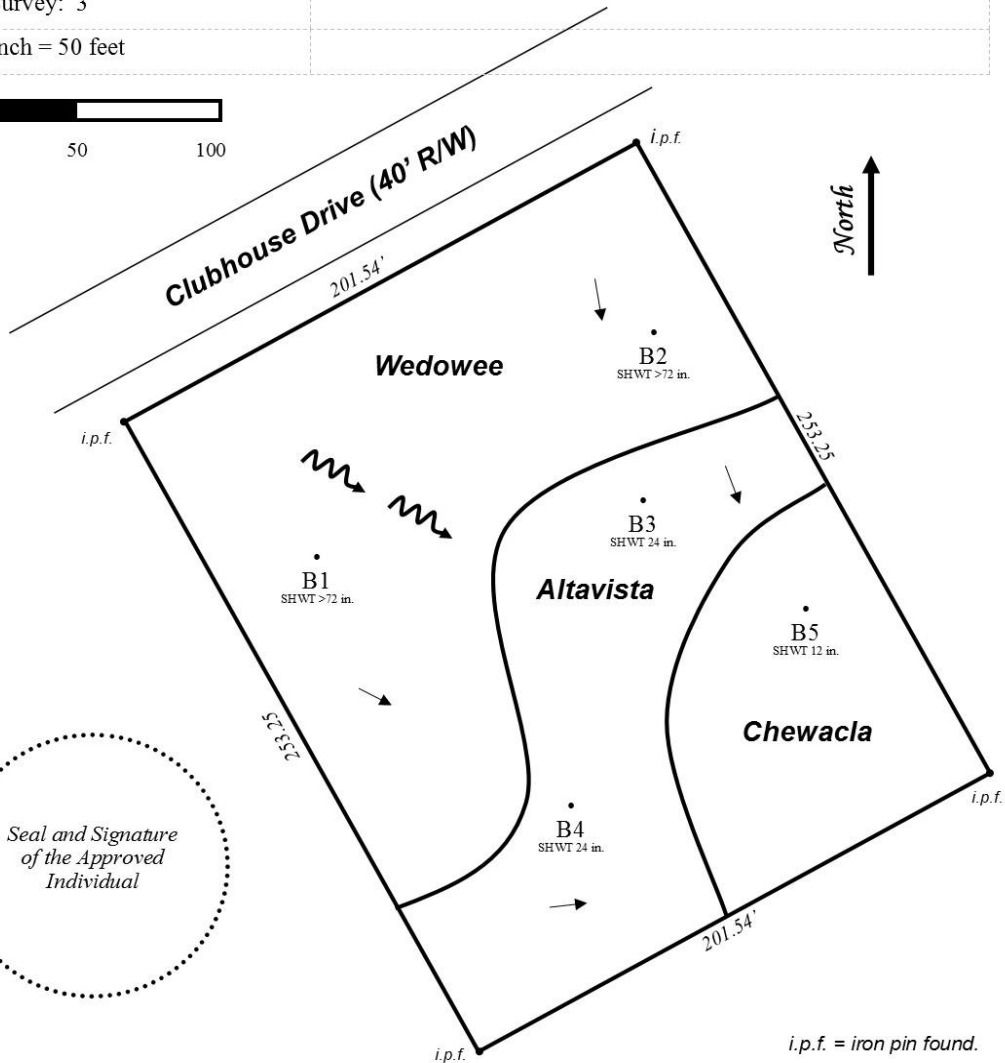 urvey: 3
nch = 50 feet
50 100
Clubhouse Drive (40' R/W)
201.54'
i.p.f.
North
i.p.f.
Wedowee
B2
SHWT >72 in.
253.25
B3
SHWT 24 in.
B1
SHWT >72 in.
Altavista
B5
SHWT 12 in.
253.25
Chewacla
i.p.f.
B4
SHWT 24 in.
Seal and Signature
of the Approved
Individual
201.54'
i.p.f.
i.p.f. = iron pin found.